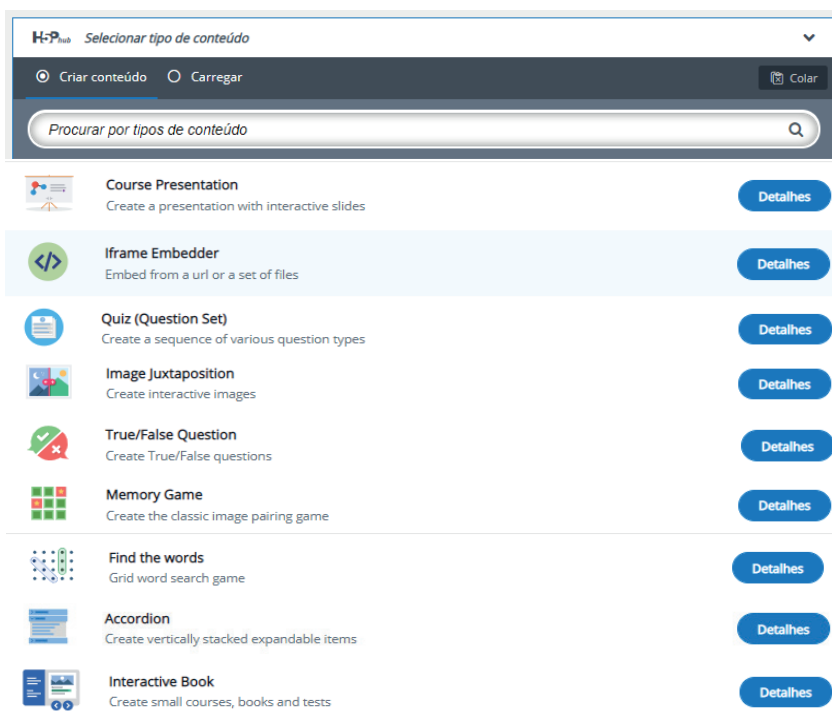 H5P hub Selecionar tipo de conteúdo
Criar conteúdo Carregar Colar
Procurar por tipos de conteúdo
Course Presentation
Create a presentation with interactive slides
Detalhes
Iframe Embedder
Embed from a url or a set of files
Detalhes
Quiz (Question Set)
Create a sequence of various question types
Detalhes
Image Juxtaposition
Create interactive images
Detalhes
True/False Question
Create True/False questions
Detalhes
Memory Game
Create the classic image pairing game
Detalhes
Find the words
Grid word search game
Detalhes
Accordion
Create vertically stacked expandable items
Detalhes
Interactive Book
Create small courses, books and tests
Detalhes